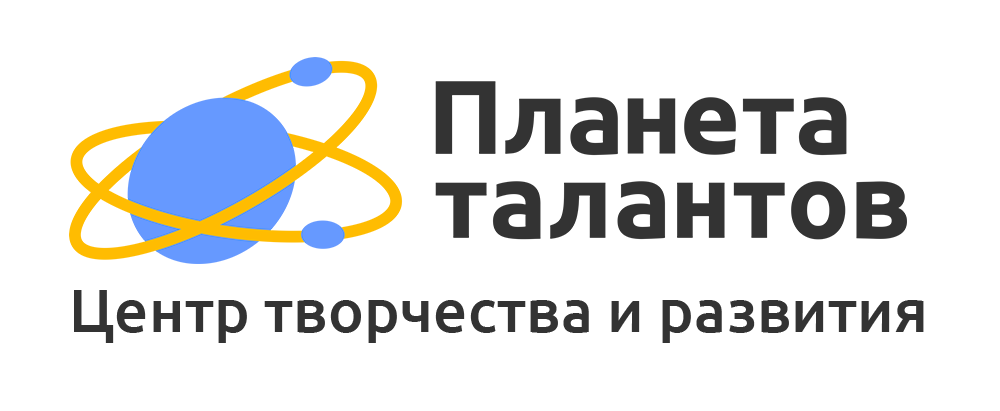 Планета
талантов
Центр творчества и развития